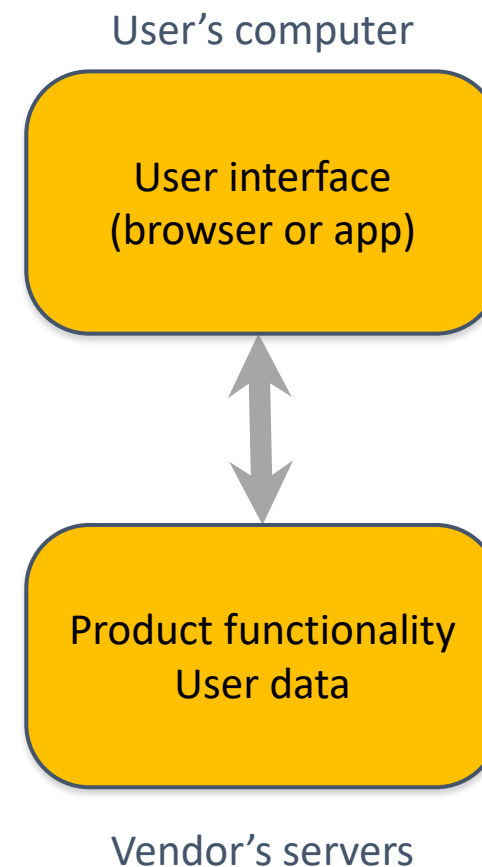 User’s computer
User interface
(browser or app)
Product functionality
User data
Vendor’s servers